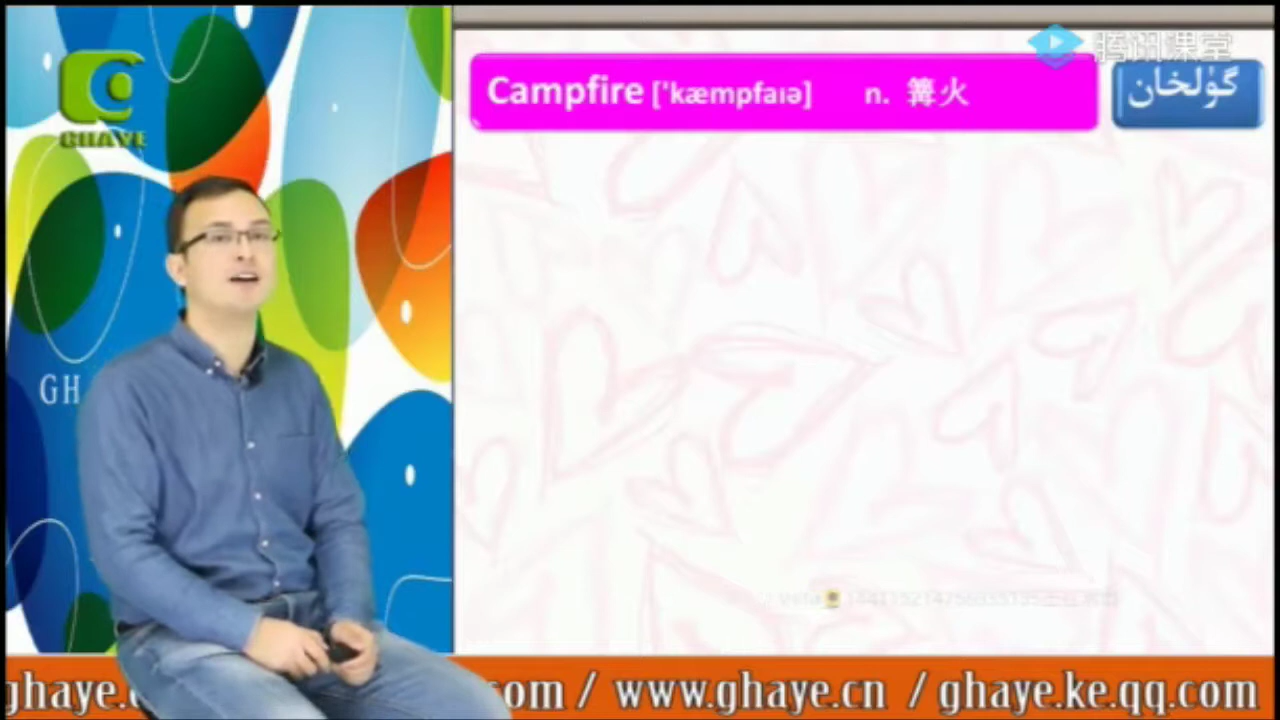 腾讯课堂
GHAYE
Campfire ['kæmpfaɪə] n. 篝火
گۈلخان
GH
ghaye.c
com / www.ghaye.cn / ghaye.ke.qq.com